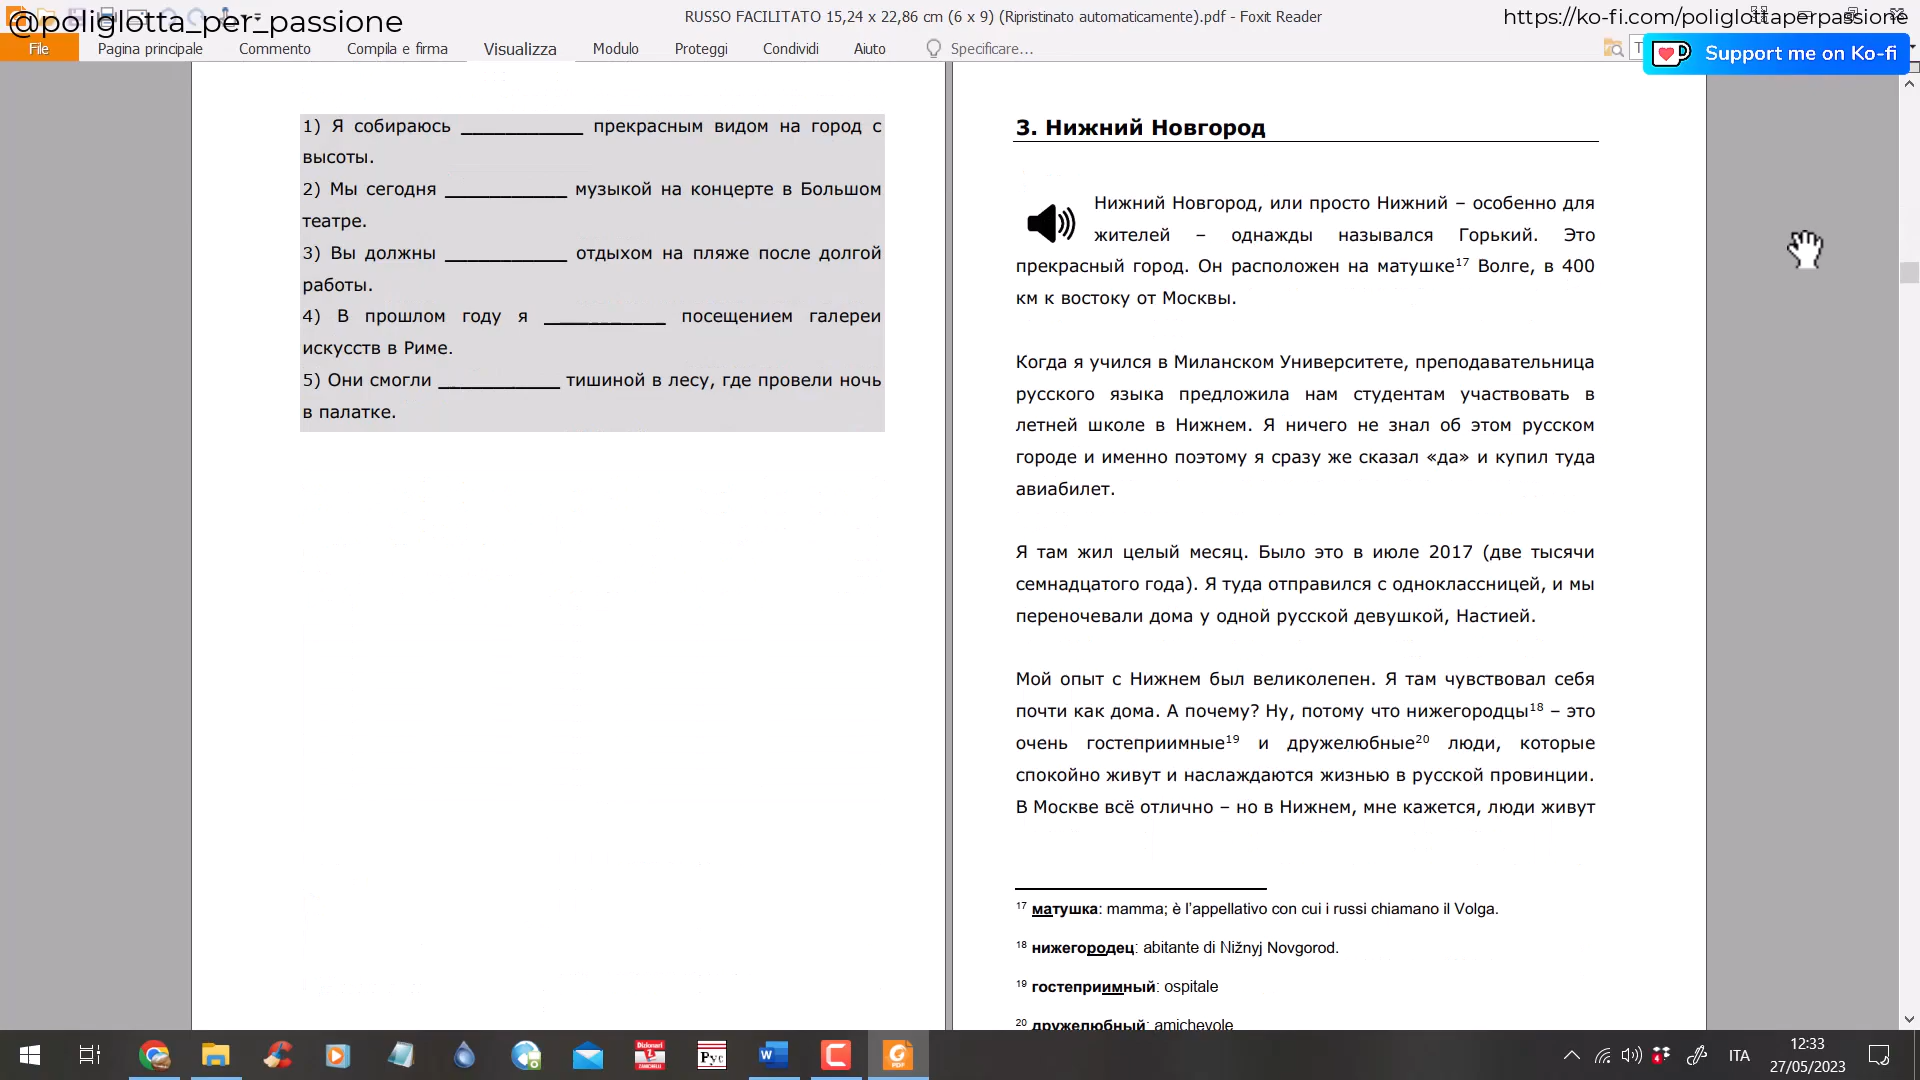 @poliglotta_per_passione
RUSSO FACILITATO 15,24 x 22,86 cm (6 x 9) (Ripristinato automaticamente).pdf - Foxit Reader
https://ko-fi.com/poliglottaperpassione
File Pagina principale Commento Compila e firma Visualizza Modulo Proteggi Condividi Aiuto Specificare...
Support me on Ko-fi
1) Я собираюсь ____________ прекрасным видом на город с
высоты.
2) Мы сегодня ____________ музыкой на концерте в Большом
театре.
3) Вы должны ____________ отдыхом на пляже после долгой
работы.
4) В прошлом году я ____________ посещением галереи
искусств в Риме.
5) Они смогли ____________ тишиной в лесу, где провели ночь
в палатке.
3. Нижний Новгород
Нижний Новгород, или просто Нижний – особенно для
жителей – однажды назывался Горький. Это
прекрасный город. Он расположен на матушке17 Волге, в 400
км к востоку от Москвы.
Когда я учился в Миланском Университете, преподавательница
русского языка предложила нам студентам участвовать в
летней школе в Нижнем. Я ничего не знал об этом русском
городе и именно поэтому я сразу же сказал «да» и купил туда
авиабилет.
Я там жил целый месяц. Было это в июле 2017 (две тысячи
семнадцатого года). Я туда отправился с одноклассницей, и мы
переночевали дома у одной русской девушкой, Настией.
Мой опыт с Нижнем был великолепен. Я там чувствовал себя
почти как дома. А почему? Ну, потому что нижегородцы18 – это
очень гостеприимные19 и дружелюбные20 люди, которые
спокойно живут и наслаждаются жизнью в русской провинции.
В Москве всё отлично – но в Нижнем, мне кажется, люди живут
17 матушка: mamma; è l'appellativo con cui i russi chiamano il Volga.
18 нижегородец: abitante di Nižnyj Novgorod.
19 гостеприимный: ospitale
20 дружелюбный: amichevole
Dizionari
ZANICHELLI
Рус
PDF
ITA
12:33
27/05/2023